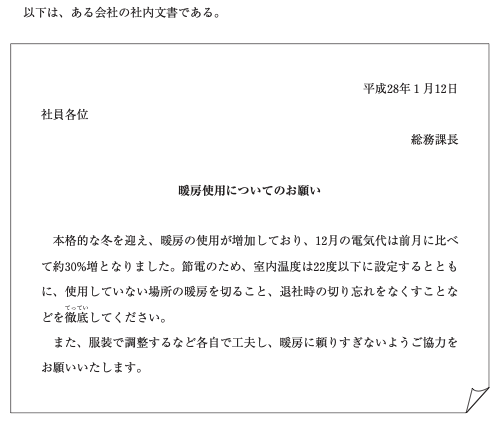 以下は、ある会社の社内文書である。
平成28年１月12日
社員各位
総務課長
暖房使用についてのお願い
本格的な冬を迎え、暖房の使用が増加しており、12月の電気代は前月に比べ
て約30%増となりました。節電のため、室内温度は22度以下に設定するととも
に、使用していない場所の暖房を切ること、退社時の切り忘れをなくすことな
てってい
どを徹底してください。
また、服装で調整するなど各自で工夫し、暖房に頼りすぎないようご協力を
お願いいたします。